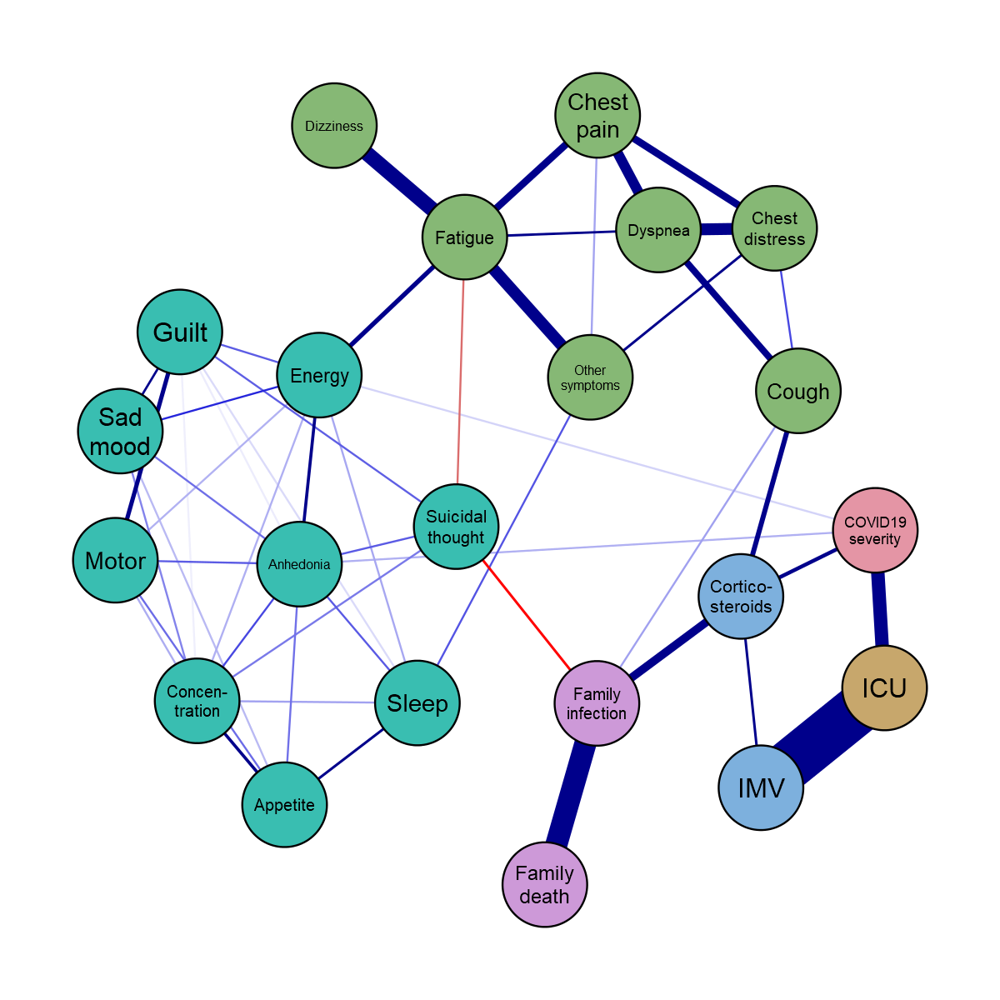 Chest
pain
Dizziness
Fatigue
Dyspnea
Chest
distress
Guilt
Energy
Other
symptoms
Cough
Sad
mood
Suicidal
thought
COVID19
severity
Motor
Anhedonia
Cortico-
steroids
Concen-
tration
Sleep
Family
infection
ICU
Appetite
IMV
Family
death